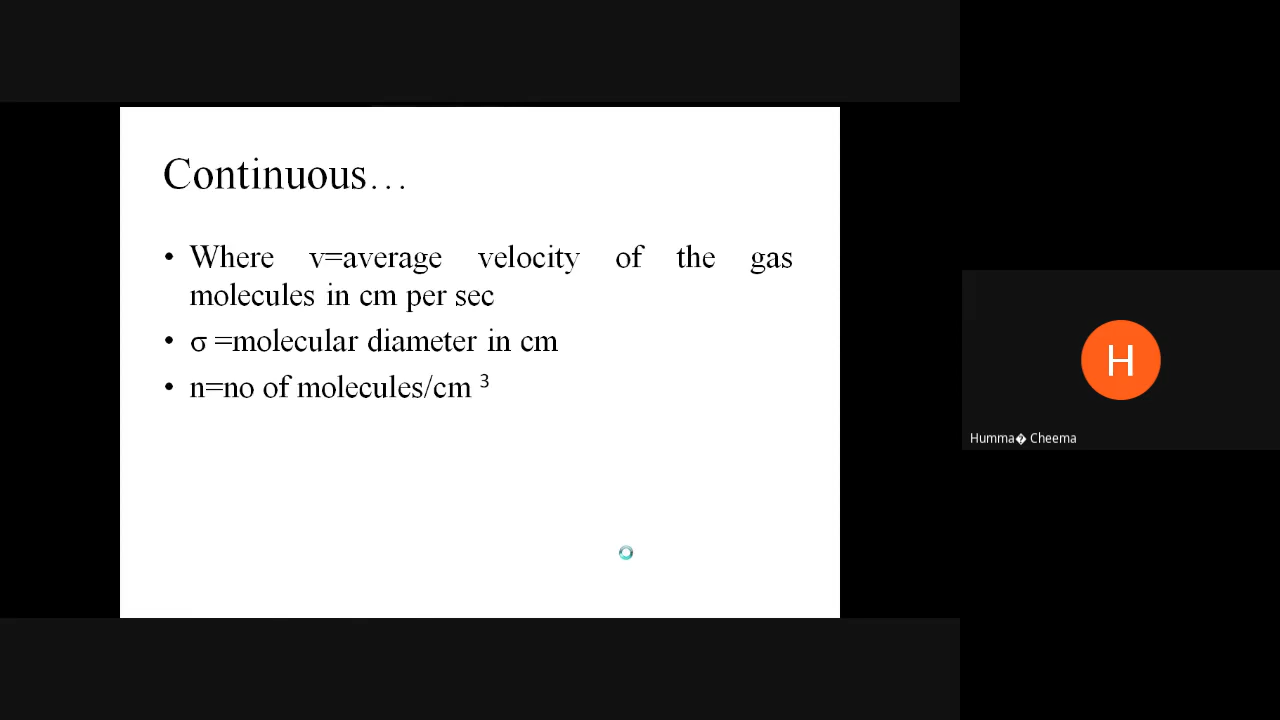 Continuous…
• Where v=average velocity of the gas
molecules in cm per sec
• σ =molecular diameter in cm
• n=no of molecules/cm ³
H
Humma� Cheema